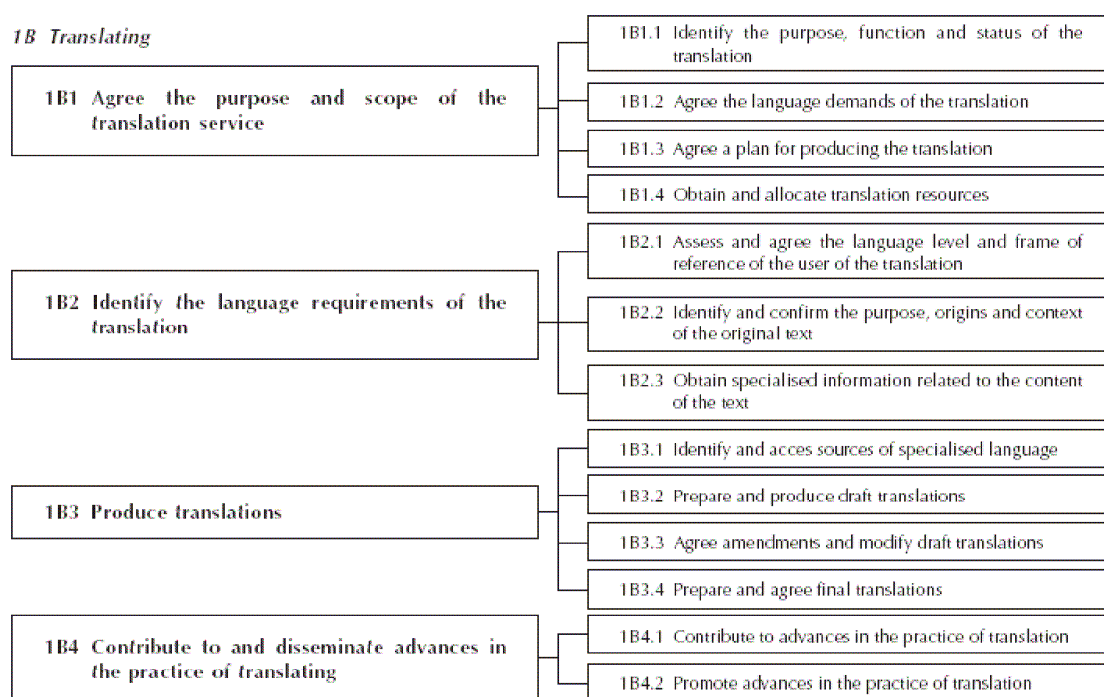 1B Translating
1B1 Agree the purpose and scope of the
translation service
1B1.1 Identify the purpose, function and status of the
translation
1B1.2 Agree the language demands of the translation
1B1.3 Agree a plan for producing the translation
1B1.4 Obtain and allocate translation resources
1B2 Identify the language requirements of the
translation
1B2.1 Assess and agree the language level and frame of
reference of the user of the translation
1B2.2 Identify and confirm the purpose, origins and context
of the original text
1B2.3 Obtain specialised information related to the content
of the text
1B3 Produce translations
1B3.1 Identify and acces sources of specialised language
1B3.2 Prepare and produce draft translations
1B3.3 Agree amendments and modify draft translations
1B3.4 Prepare and agree final translations
1B4 Contribute to and disseminate advances in
the practice of translating
1B4.1 Contribute to advances in the practice of translation
1B4.2 Promote advances in the practice of translation